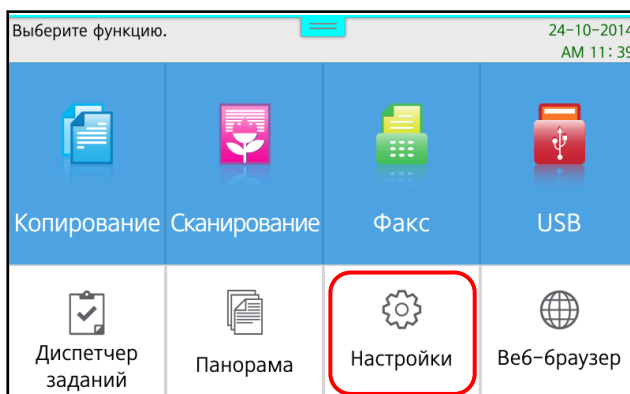 Выберите функцию.
24-10-2014
AM 11:39
Копирование Сканирование Факс USB
Диспетчер заданий
Панорама
Настройки
Веб-браузер